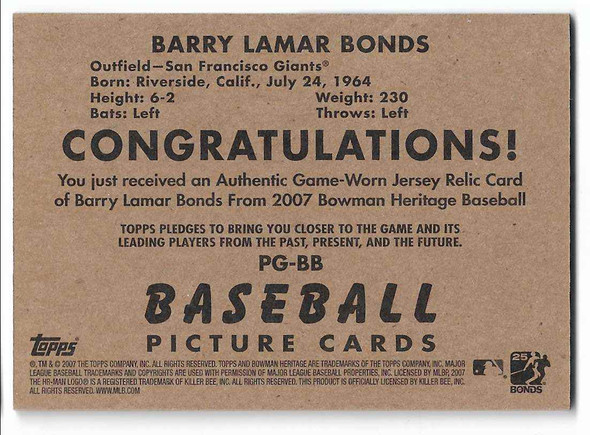 BARRY LAMAR BONDS
Outfield—San Francisco Giants®
Born: Riverside, Calif., July 24, 1964
Height: 6-2 Weight: 230
Bats: Left Throws: Left
CONGRATULATIONS!
You just received an Authentic Game-Worn Jersey Relic Card
of Barry Lamar Bonds From 2007 Bowman Heritage Baseball
TOPPS PLEDGES TO BRING YOU CLOSER TO THE GAME AND ITS
LEADING PLAYERS FROM THE PAST, PRESENT, AND THE FUTURE.
PG-BB
BASEBALL
PICTURE CARDS
Topps
®, TM & © 2007 THE TOPPS COMPANY, INC. ALL RIGHTS RESERVED. TOPPS AND BOWMAN HERITAGE ARE TRADEMARKS OF THE TOPPS COMPANY, INC. MAJOR
LEAGUE BASEBALL TRADEMARKS AND COPYRIGHTS ARE USED WITH PERMISSION OF MAJOR LEAGUE BASEBALL PROPERTIES, INC. LICENSED BY MLBP, 2007
THE HR-MAN LOGO® IS A REGISTERED TRADEMARK OF KILLER BEE, INC. ALL RIGHTS RESERVED. THIS PRODUCT IS OFFICIALLY LICENSED BY KILLER BEE, INC.
ALL RIGHTS RESERVED. WWW.MLB.COM
25
BONDS